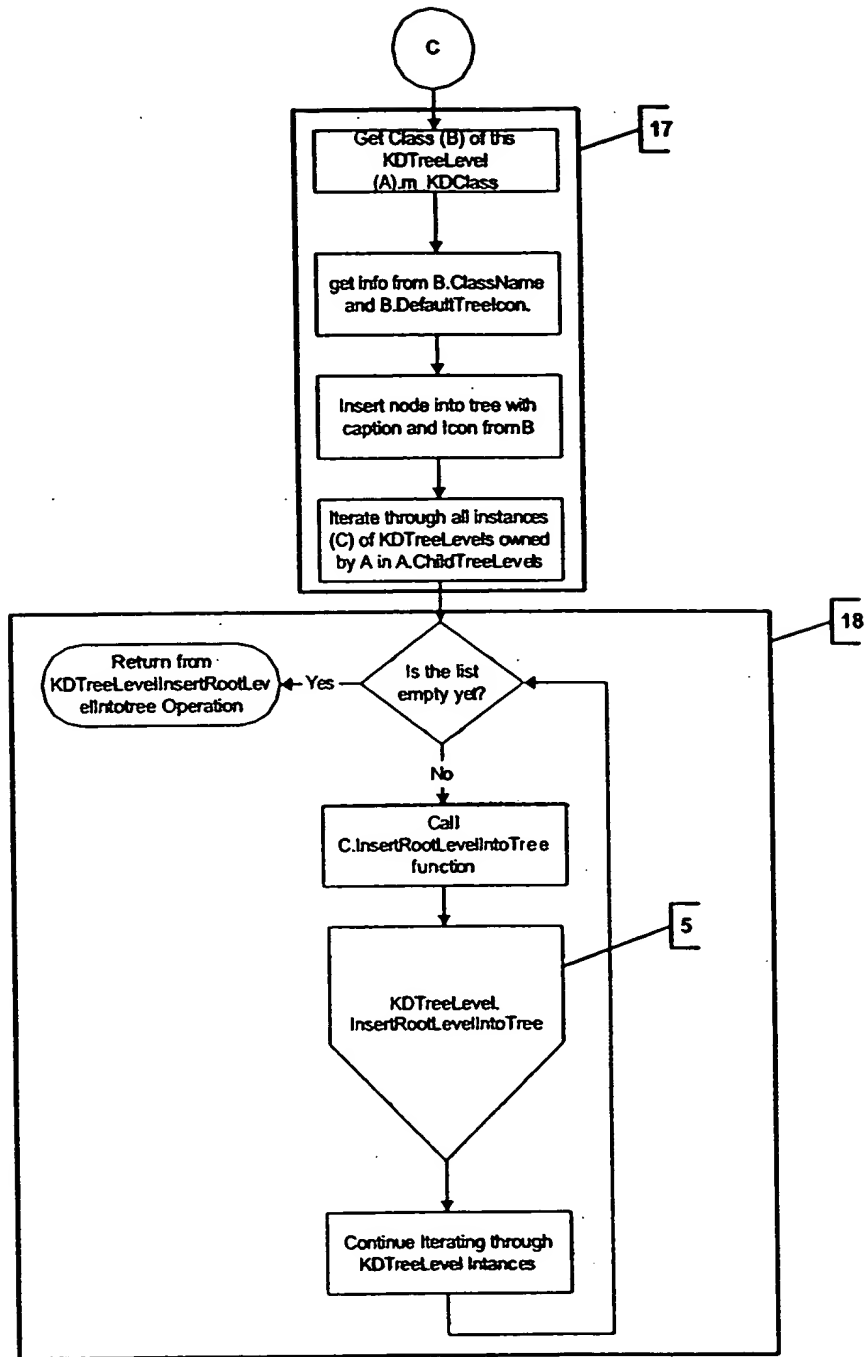 C
17
Get Class (B) of this
KDTreeLevel
(A).m_KDClass
get info from B.ClassName
and B.DefaultTreeIcon.
Insert node into tree with
caption and Icon from B
Iterate through all instances
(C) of KDTreeLevels owned
by A in A.ChildTreeLevels
18
Is the list
empty yet?
Yes
Return from
KDTreeLevelInsertRootLev
elIntotree Operation
No
Call
C.InsertRootLevelIntoTree
function
5
KDTreeLevel.
InsertRootLevelIntoTree
Continue Iterating through
KDTreeLevel Intances